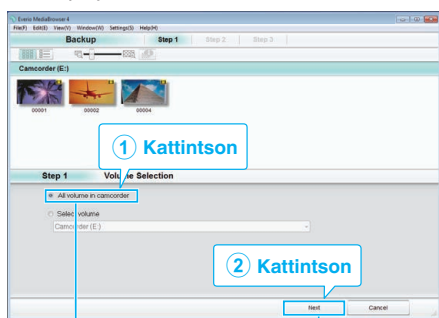 Everio MediaBrowser 4
File(F) Edit(E) View(V) Window(W) Settings(S) Help(H)
Backup Step 1 Step 2 Step 3
Camcorder (E:)
00001 00002 00004
① Kattintson
Step 1 Volume Selection
All volume in camcorder
Select volume
Camcorder (E:)
② Kattintson
Next Cancel